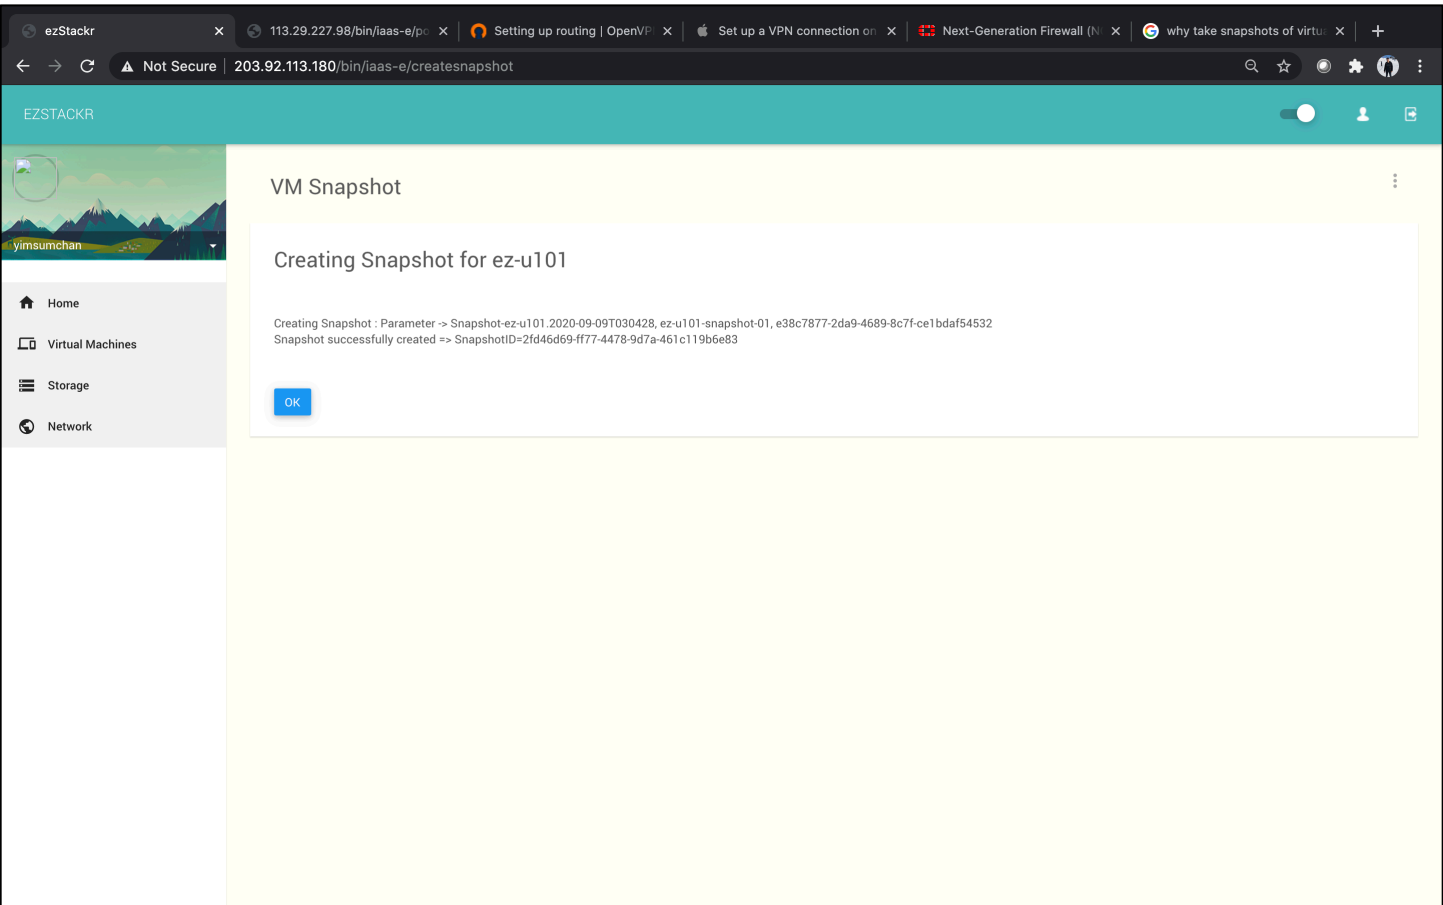 ezStackr
113.29.227.98/bin/iaas-e/po
Setting up routing | OpenVP
Set up a VPN connection on
Next-Generation Firewall (N
why take snapshots of virtu
Not Secure
203.92.113.180/bin/iaas-e/createsnapshot
EZSTACKR
yimsumchan
Home
Virtual Machines
Storage
Network
VM Snapshot
Creating Snapshot for ez-u101
Creating Snapshot : Parameter -> Snapshot-ez-u101.2020-09-09T030428, ez-u101-snapshot-01, e38c7877-2da9-4689-8c7f-ce1bdaf54532
Snapshot successfully created => SnapshotID=2fd46d69-ff77-4478-9d7a-461c119b6e83
OK